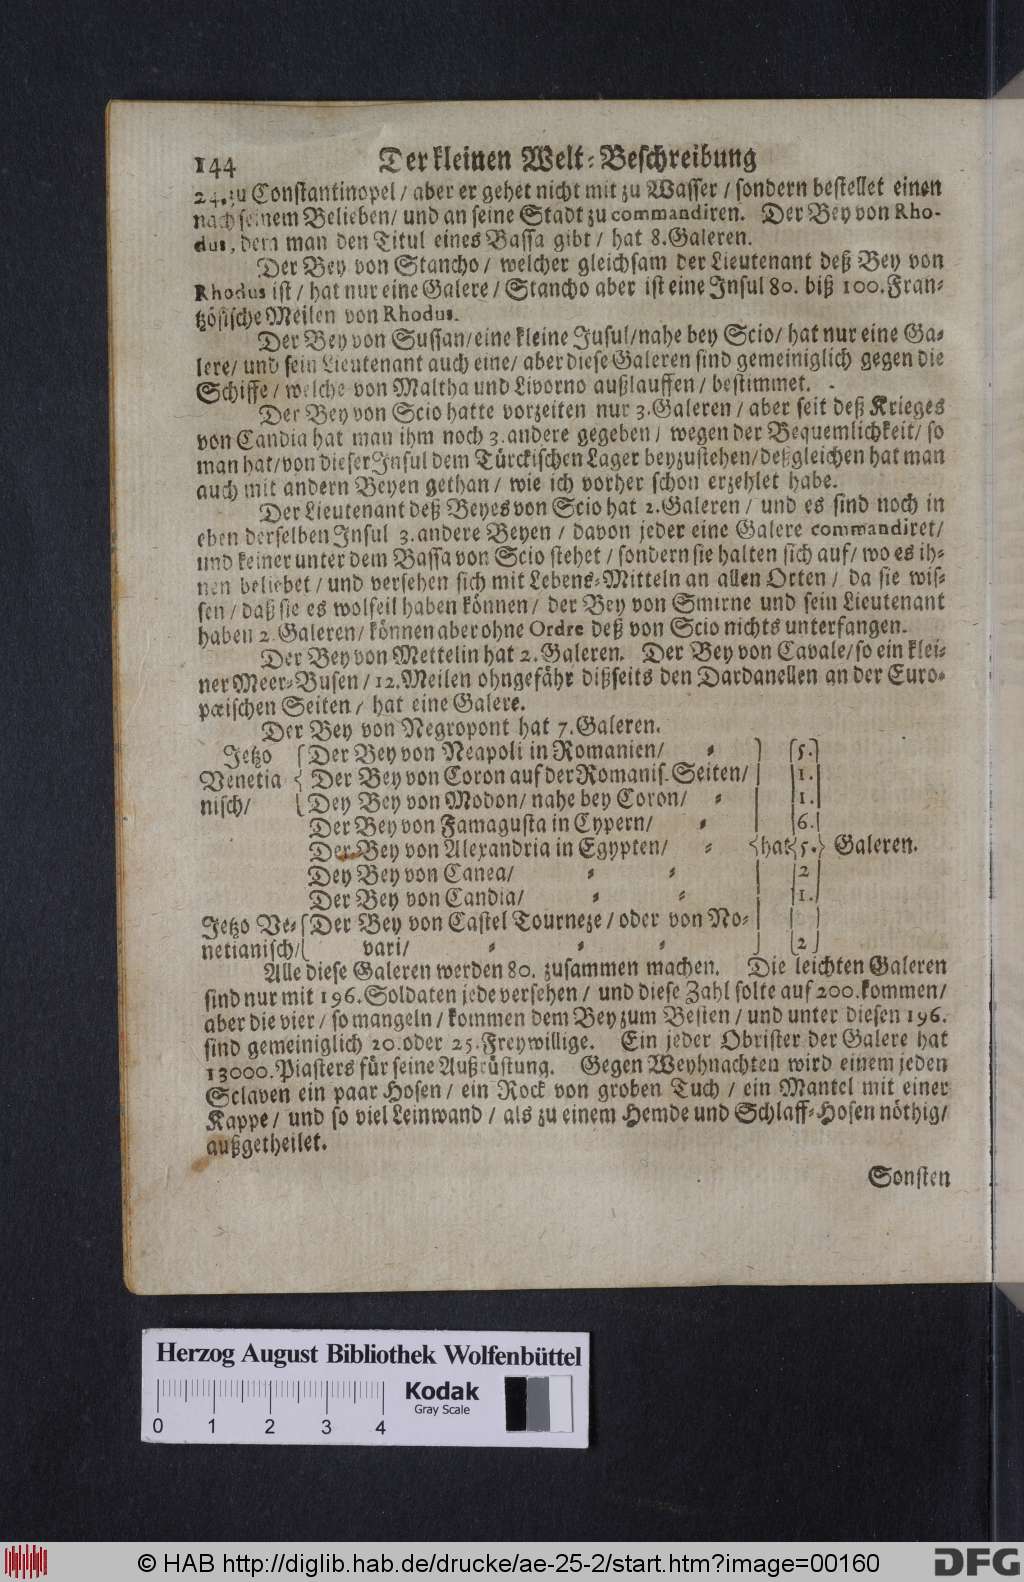 144 Der kleinen Welt-Beschreibung
24. zu Constantinopel / aber er gehet nicht mit zu Wasser / sondern bestellet einen
nach seinem Belieben / und an seine Stadt zu commandiren. Der Bey von Rho-
dus, dem man den Titul eines Bassa gibt / hat 8. Galeren.
Der Bey von Stancho / welcher gleichsam der Lieutenant deß Bey von
Rhodus ist / hat nur eine Galere / Stancho aber ist eine Insul 80. biß 100. Fran-
tzösische Meilen von Rhodus.
Der Bey von Sussan / eine kleine Jusul / nahe bey Scio / hat nur eine Ga-
lere / und sein Lieutenant auch eine / aber diese Galeren sind gemeiniglich gegen die
Schiffe / welche von Maltha und Livorno außlauffen / bestimmet.
Der Bey von Scio hatte vorzeiten nur 3. Galeren / aber seit deß Krieges
von Candia hat man ihm noch 3. andere gegeben / wegen der Bequemlichkeit / so
man hat / von dieser Insul dem Türckischen Lager beyzustehen / deßgleichen hat man
auch mit andern Beyen gethan / wie ich vorher schon erzehlet habe.
Der Lieutenant deß Beyes von Scio hat 2. Galeren / und es sind noch in
eben derselben Insul 3. andere Beyen / davon jeder eine Galere commandiret /
und keiner unter dem Bassa von Scio stehet / sondern sie halten sich auf / wo es ih-
nen beliebet / und versehen sich mit Lebens-Mitteln an allen Orten / da sie wis-
sen / daß sie es wolfeil haben können / der Bey von Smirne und sein Lieutenant
haben 2. Galeren / können aber ohne Ordre deß von Scio nichts unterfangen.
Der Bey von Mettelin hat 2. Galeren. Der Bey von Cavale / so ein klei-
ner Meer-Busen / 12. Meilen ohngefähr dißseits den Dardanellen an der Euro-
pæischen Seiten / hat eine Galere.
Der Bey von Negropont hat 7. Galeren.
Jetzo { Der Bey von Neapoli in Romanien / 5.
Venetia { Der Bey von Coron auf der Romanis. Seiten / 1.
nisch / { Dey Bey von Modon / nahe bey Coron / 1.
Der Bey von Famagusta in Cypern / 6.
Der Bey von Alexandria in Egypten / } hat { 5. } Galeren.
Dey Bey von Canea / 2
Der Bey von Candia / 1.
Jetzo Ve- { Der Bey von Castel Tourneze / oder von No-
netianisch / { vari / 2
Alle diese Galeren werden 80. zusammen machen. Die leichten Galeren
sind nur mit 196. Soldaten jede versehen / und diese Zahl solte auf 200. kommen /
aber die vier / so mangeln / kommen dem Bey zum Besten / und unter diesen 196.
sind gemeiniglich 20. oder 25. Freywillige. Ein jeder Obrister der Galere hat
13000. Piasters für seine Außrüstung. Gegen Weyhnachten wird einem jeden
Sclaven ein paar Hosen / ein Rock von groben Tuch / ein Mantel mit einer
Kappe / und so viel Leinwand / als zu einem Hemde und Schlaff-Hosen nöthig /
außgetheilet.
Sonsten
Herzog August Bibliothek Wolfenbüttel
Kodak
Gray Scale
0 1 2 3 4
© HAB http://diglib.hab.de/drucke/ae-25-2/start.htm?image=00160
DFG